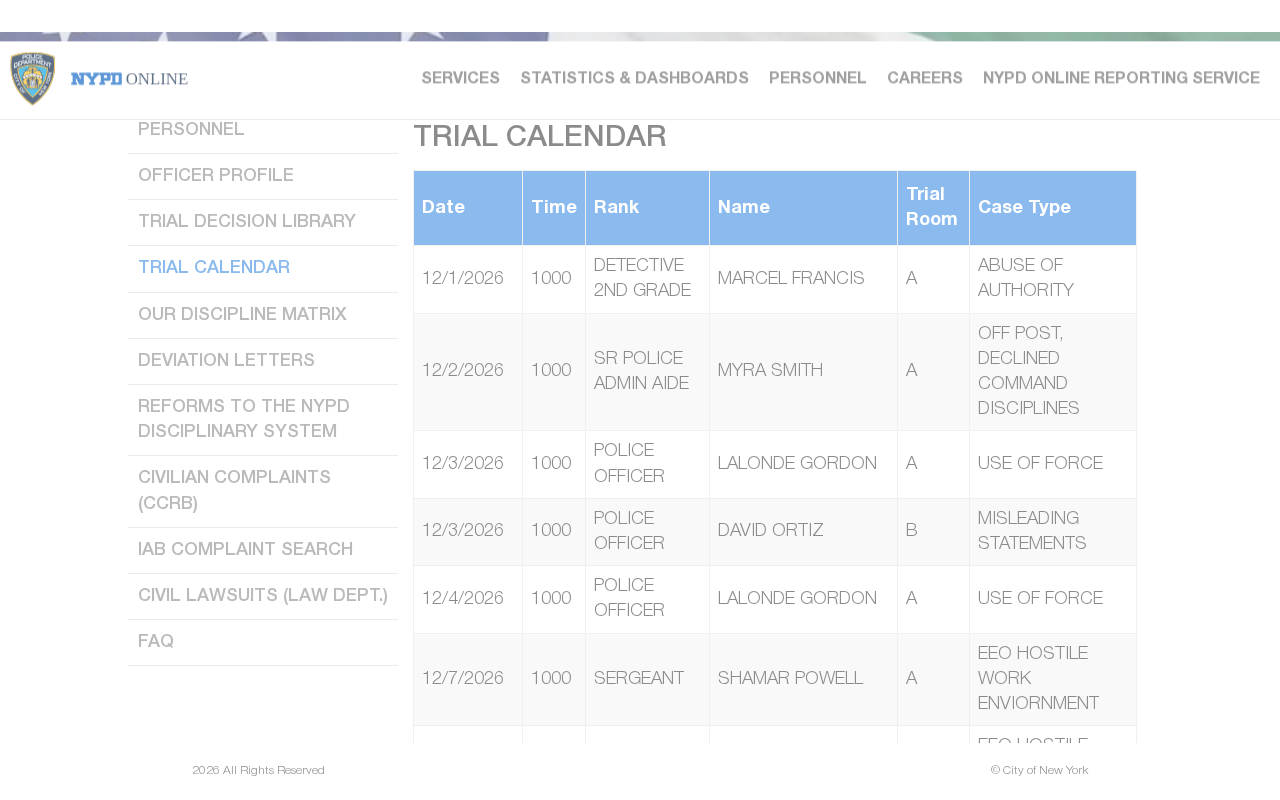 NYPD ONLINE
SERVICES
STATISTICS & DASHBOARDS
PERSONNEL
CAREERS
NYPD ONLINE REPORTING SERVICE
PERSONNEL
OFFICER PROFILE
TRIAL DECISION LIBRARY
TRIAL CALENDAR
OUR DISCIPLINE MATRIX
DEVIATION LETTERS
REFORMS TO THE NYPD
DISCIPLINARY SYSTEM
CIVILIAN COMPLAINTS
(CCRB)
IAB COMPLAINT SEARCH
CIVIL LAWSUITS (LAW DEPT.)
FAQ
TRIAL CALENDAR
Date
Time
Rank
Name
Trial
Room
Case Type
12/1/2026
1000
DETECTIVE
2ND GRADE
MARCEL FRANCIS
A
ABUSE OF
AUTHORITY
12/2/2026
1000
SR POLICE
ADMIN AIDE
MYRA SMITH
A
OFF POST,
DECLINED
COMMAND
DISCIPLINES
12/3/2026
1000
POLICE
OFFICER
LALONDE GORDON
A
USE OF FORCE
12/3/2026
1000
POLICE
OFFICER
DAVID ORTIZ
B
MISLEADING
STATEMENTS
12/4/2026
1000
POLICE
OFFICER
LALONDE GORDON
A
USE OF FORCE
12/7/2026
1000
SERGEANT
SHAMAR POWELL
A
EEO HOSTILE
WORK
ENVIORNMENT
EEO HOSTILE
2026 All Rights Reserved
© City of New York